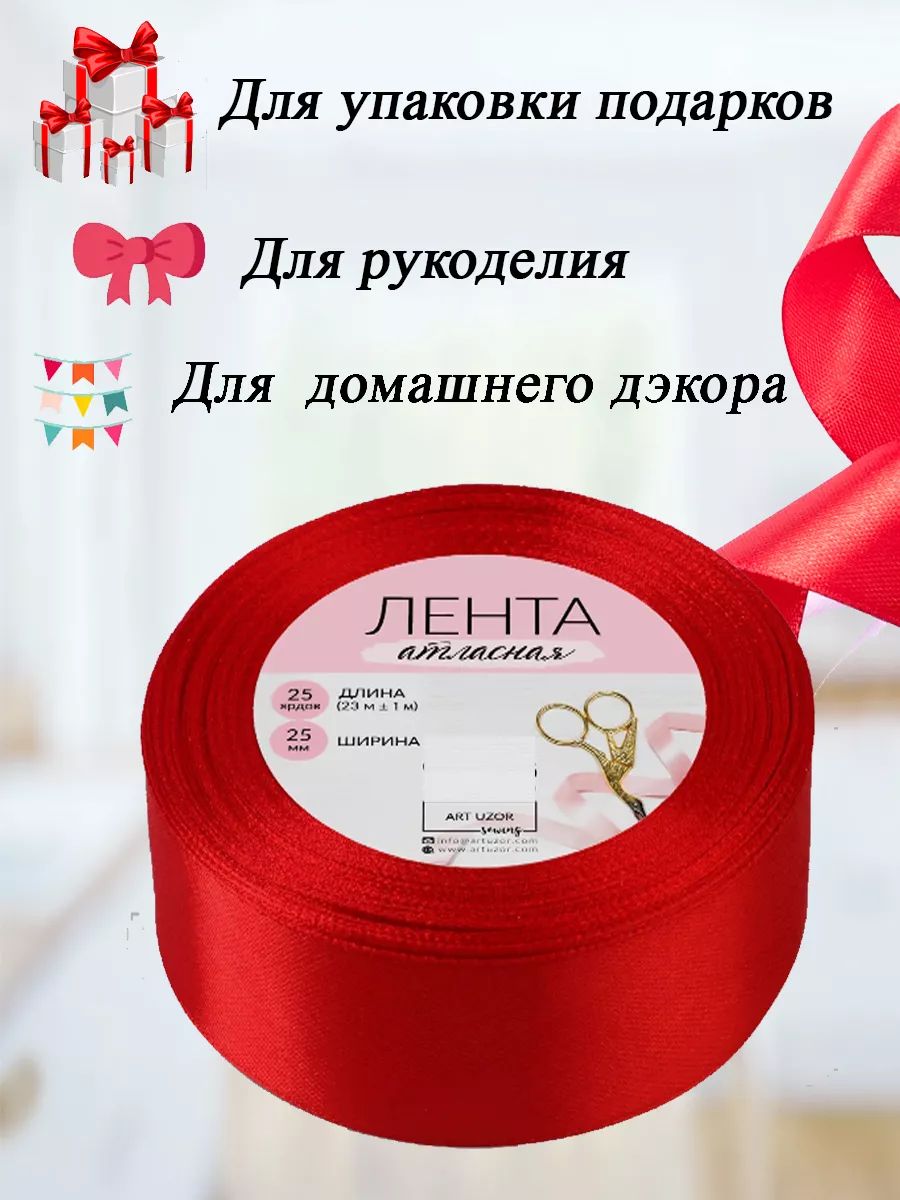 Для упаковки подарков
Для рукоделия
Для домашнего дэкора
ЛЕНТА
атласная
25 ярдов ДЛИНА
(23 м ± 1 м)
25 мм ШИРИНА
ART UZOR
sewing
info@artuzor.com
www.artuzor.com